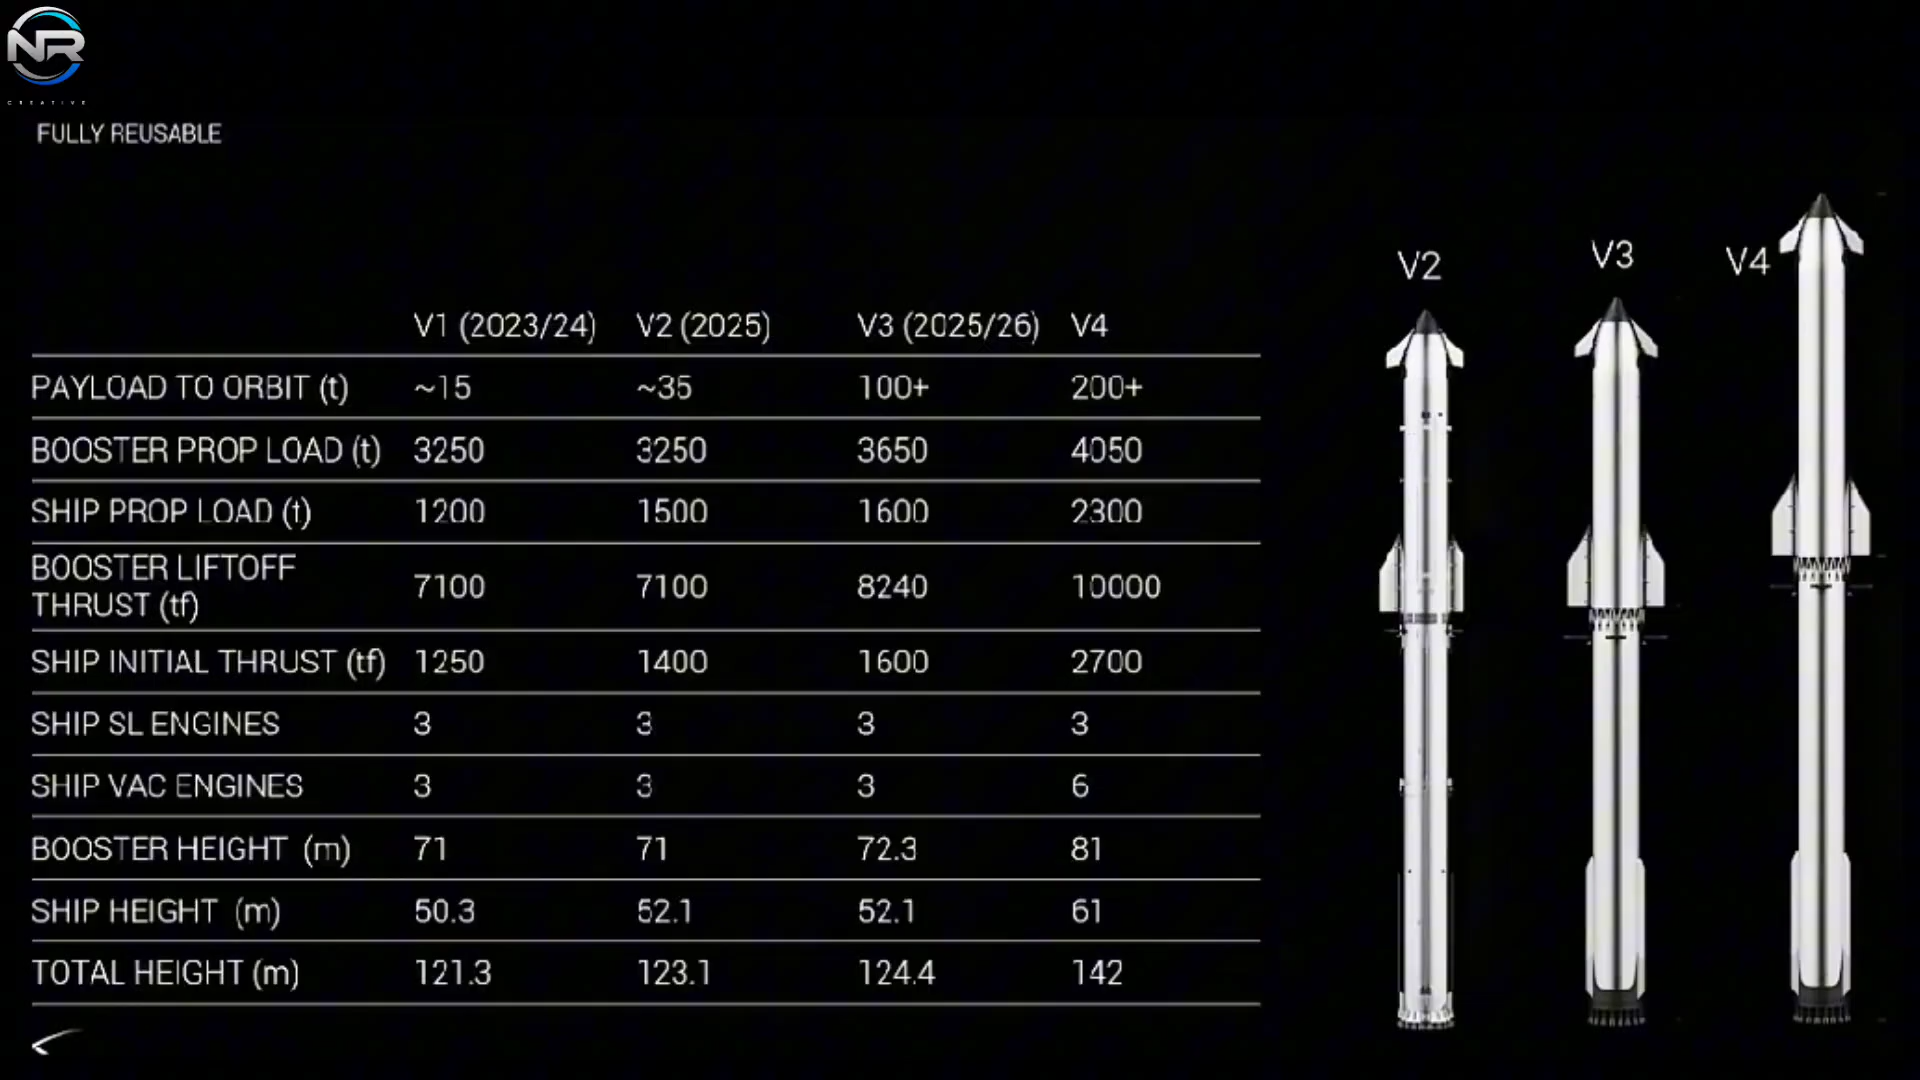 NR
CREATIVE
FULLY REUSABLE
V2
V3
V4
V1 (2023/24) V2 (2025) V3 (2025/26) V4
PAYLOAD TO ORBIT (t) ~15 ~35 100+ 200+
BOOSTER PROP LOAD (t) 3250 3250 3650 4050
SHIP PROP LOAD (t) 1200 1500 1600 2300
BOOSTER LIFTOFF
THRUST (tf) 7100 7100 8240 10000
SHIP INITIAL THRUST (tf) 1250 1400 1600 2700
SHIP SL ENGINES 3 3 3 3
SHIP VAC ENGINES 3 3 3 6
BOOSTER HEIGHT (m) 71 71 72.3 81
SHIP HEIGHT (m) 50.3 52.1 52.1 61
TOTAL HEIGHT (m) 121.3 123.1 124.4 142